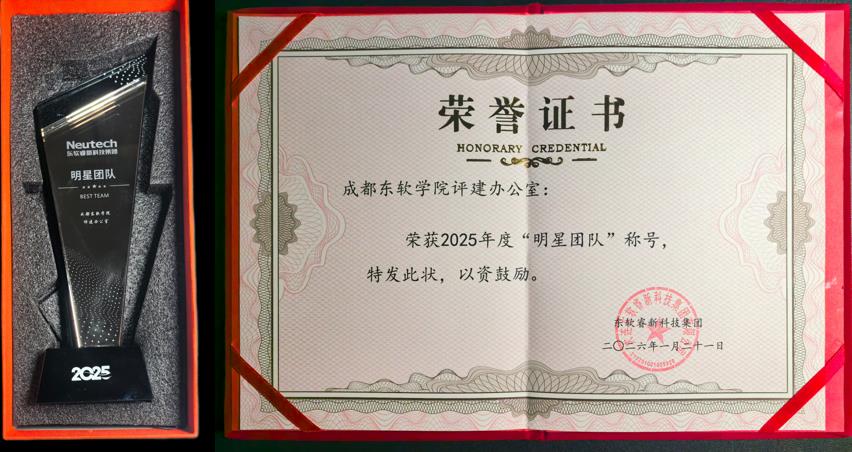 Neutech
东软睿新科技集团
明星团队
BEST TEAM
成都东软学院
评建办公室
2025
荣誉证书
HONORARY CREDENTIAL
成都东软学院评建办公室：
荣获2025年度“明星团队”称号，
特发此状，以资鼓励。
东软睿新科技集团
二〇二六年一月二十一日